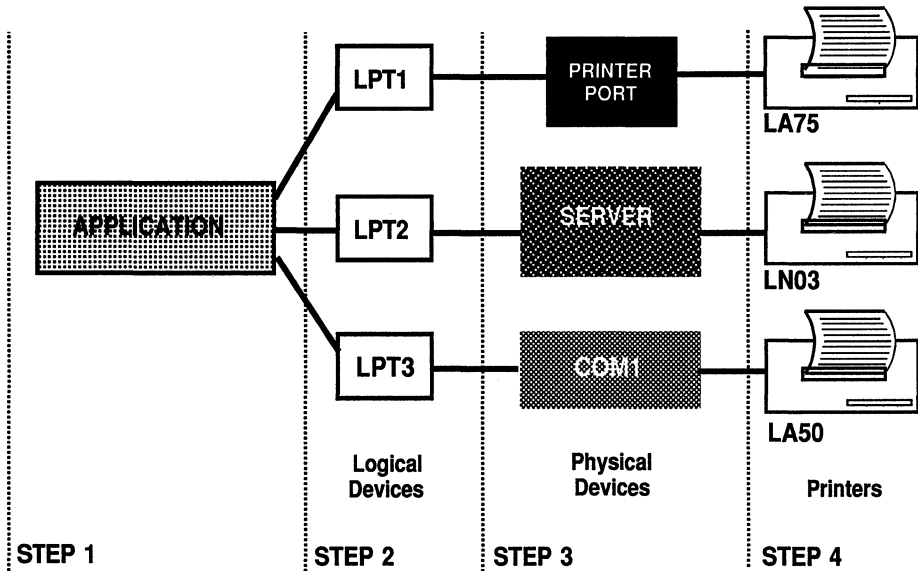 LPT1
PRINTER
PORT
LA75
APPLICATION
LPT2
SERVER
LN03
LPT3
COM1
LA50
Logical
Devices
Physical
Devices
Printers
STEP 1
STEP 2
STEP 3
STEP 4